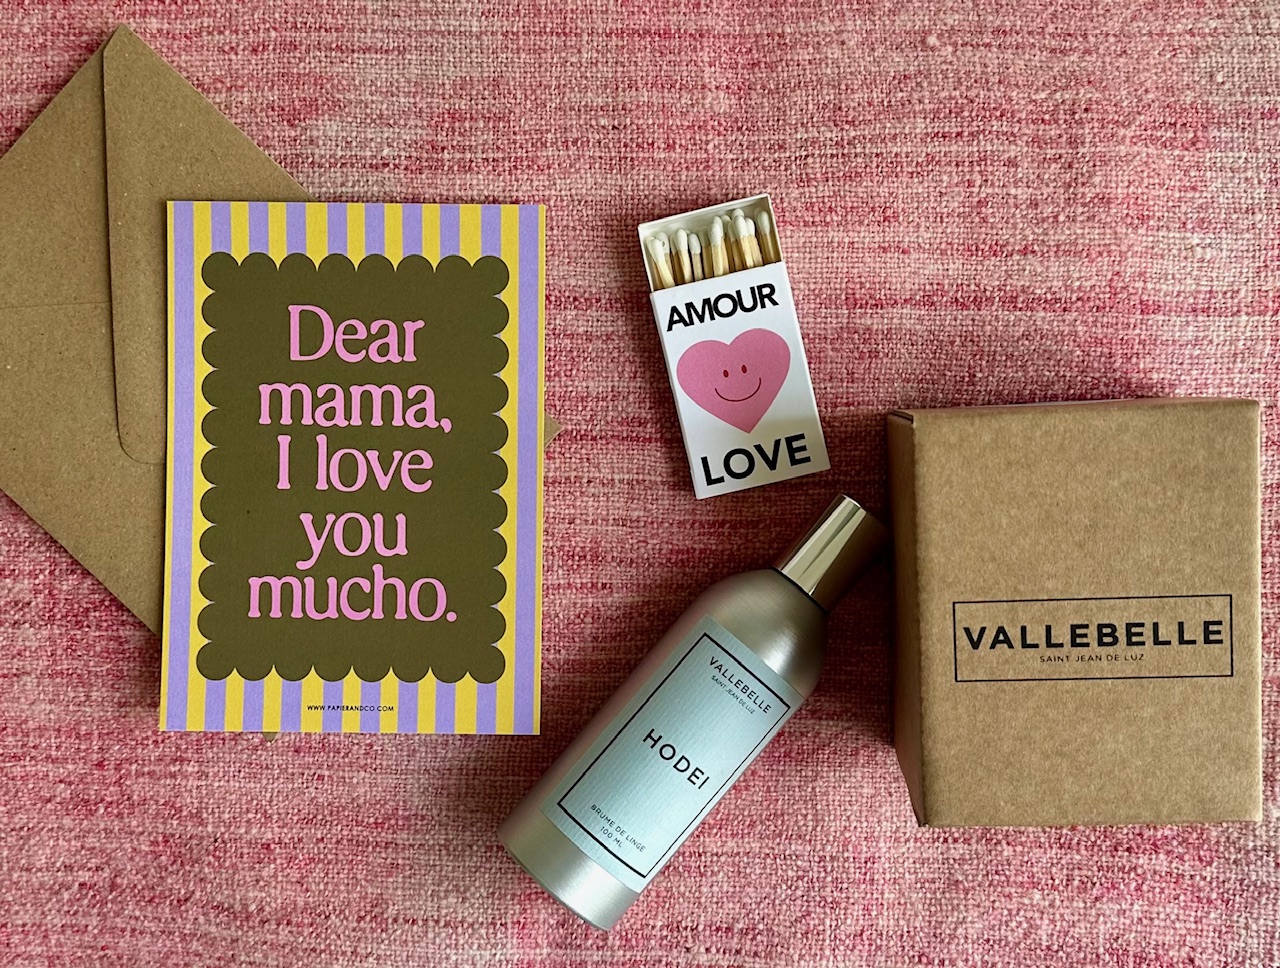 Dear
mama,
I love
you
mucho.
WWW.PAPIERANDCO.COM
AMOUR
LOVE
VALLEBELLE
SAINT JEAN DE LUZ
HODEI
BRUME DE LINGE
100 ML
VALLEBELLE
SAINT JEAN DE LUZ